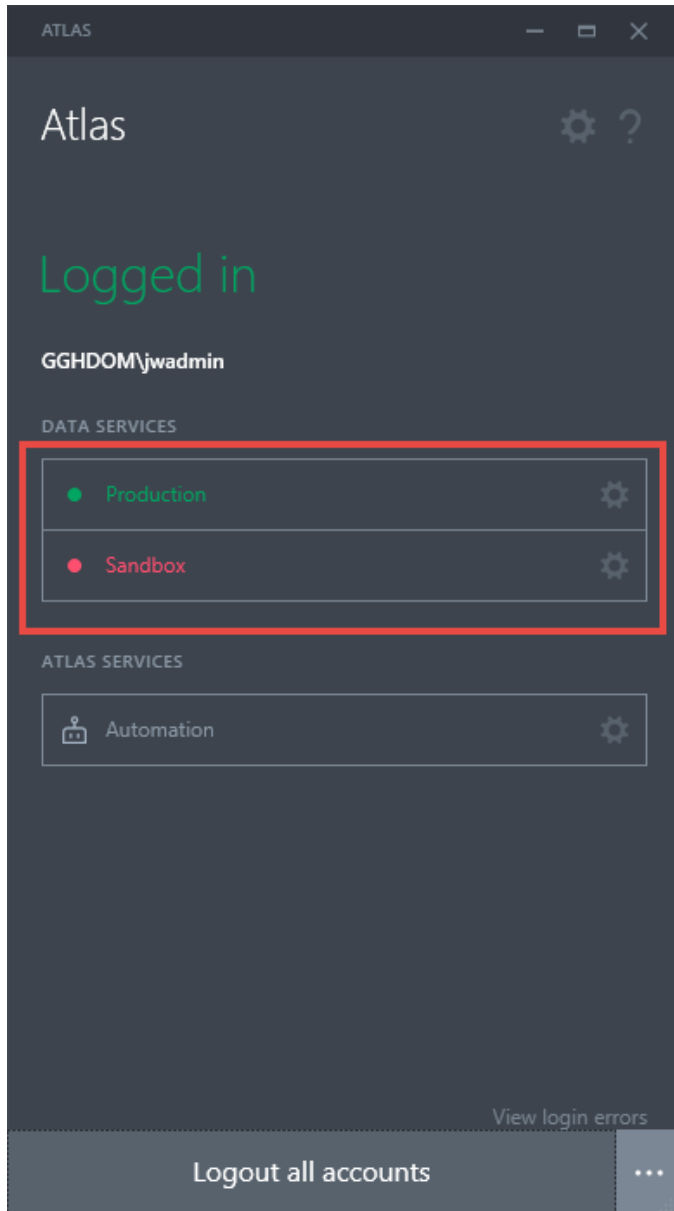 ATLAS
Atlas
?
Logged in
GGHDOM\jwadmin
DATA SERVICES
Production
Sandbox
ATLAS SERVICES
Automation
View login errors
Logout all accounts
...